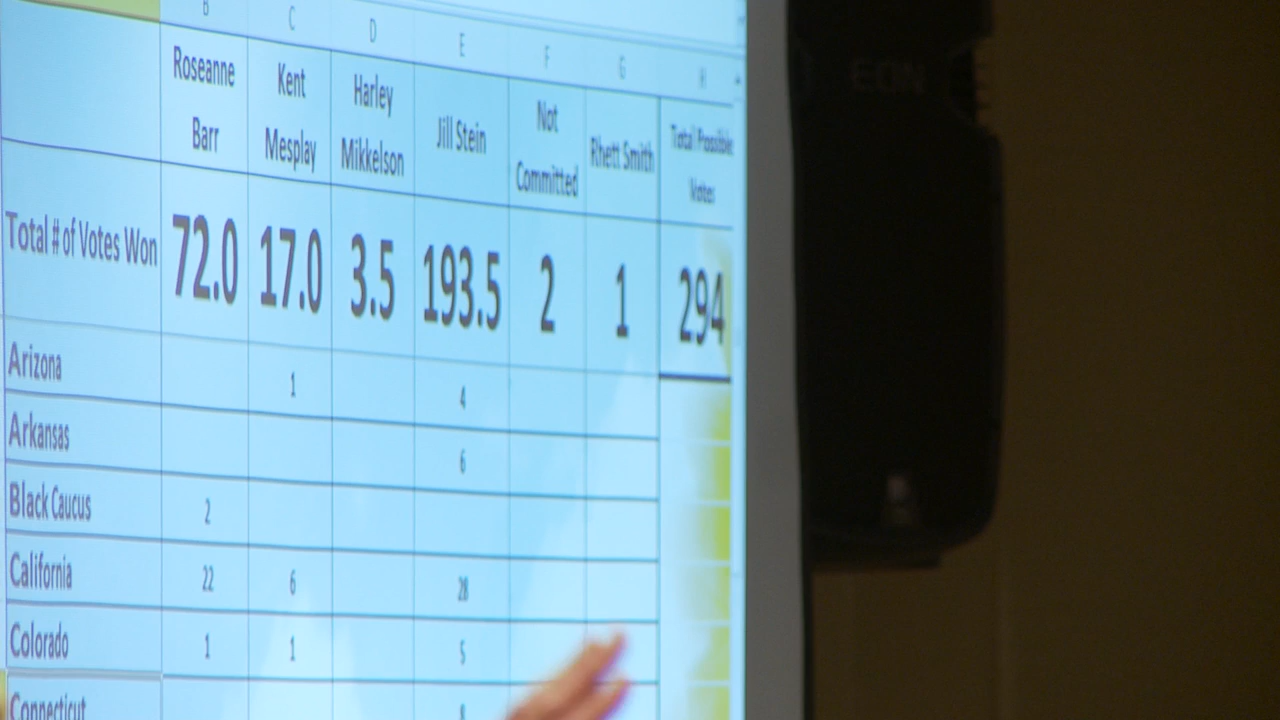 B C D E F G H
Roseanne Barr Kent Mesplay Harley Mikkelson Jill Stein Not Committed Rhett Smith Total Possible Votes
Total # of Votes Won 72.0 17.0 3.5 193.5 2 1 294
Arizona 1 4
Arkansas 6
Black Caucus 2
California 22 6 28
Colorado 1 1 5
Connecticut 8
EON